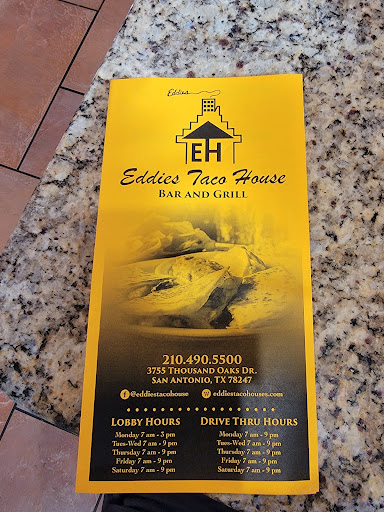 Eddies
EH
Eddies Taco House
BAR AND GRILL
210.490.5500
3755 THOUSAND OAKS DR.
SAN ANTONIO, TX 78247
f @eddiestacohouse eddiestacohouses.com
LOBBY HOURS DRIVE THRU HOURS
Monday 7 am - 3 pm Monday 7 am - 9 pm
Tues-Wed 7 am - 9 pm Tues-Wed 7 am - 9 pm
Thursday 7 am - 9 pm Thursday 7 am - 9 pm
Friday 7 am - 9 pm Friday 7 am - 9 pm
Saturday 7 am - 9 pm Saturday 7 am - 9 pm